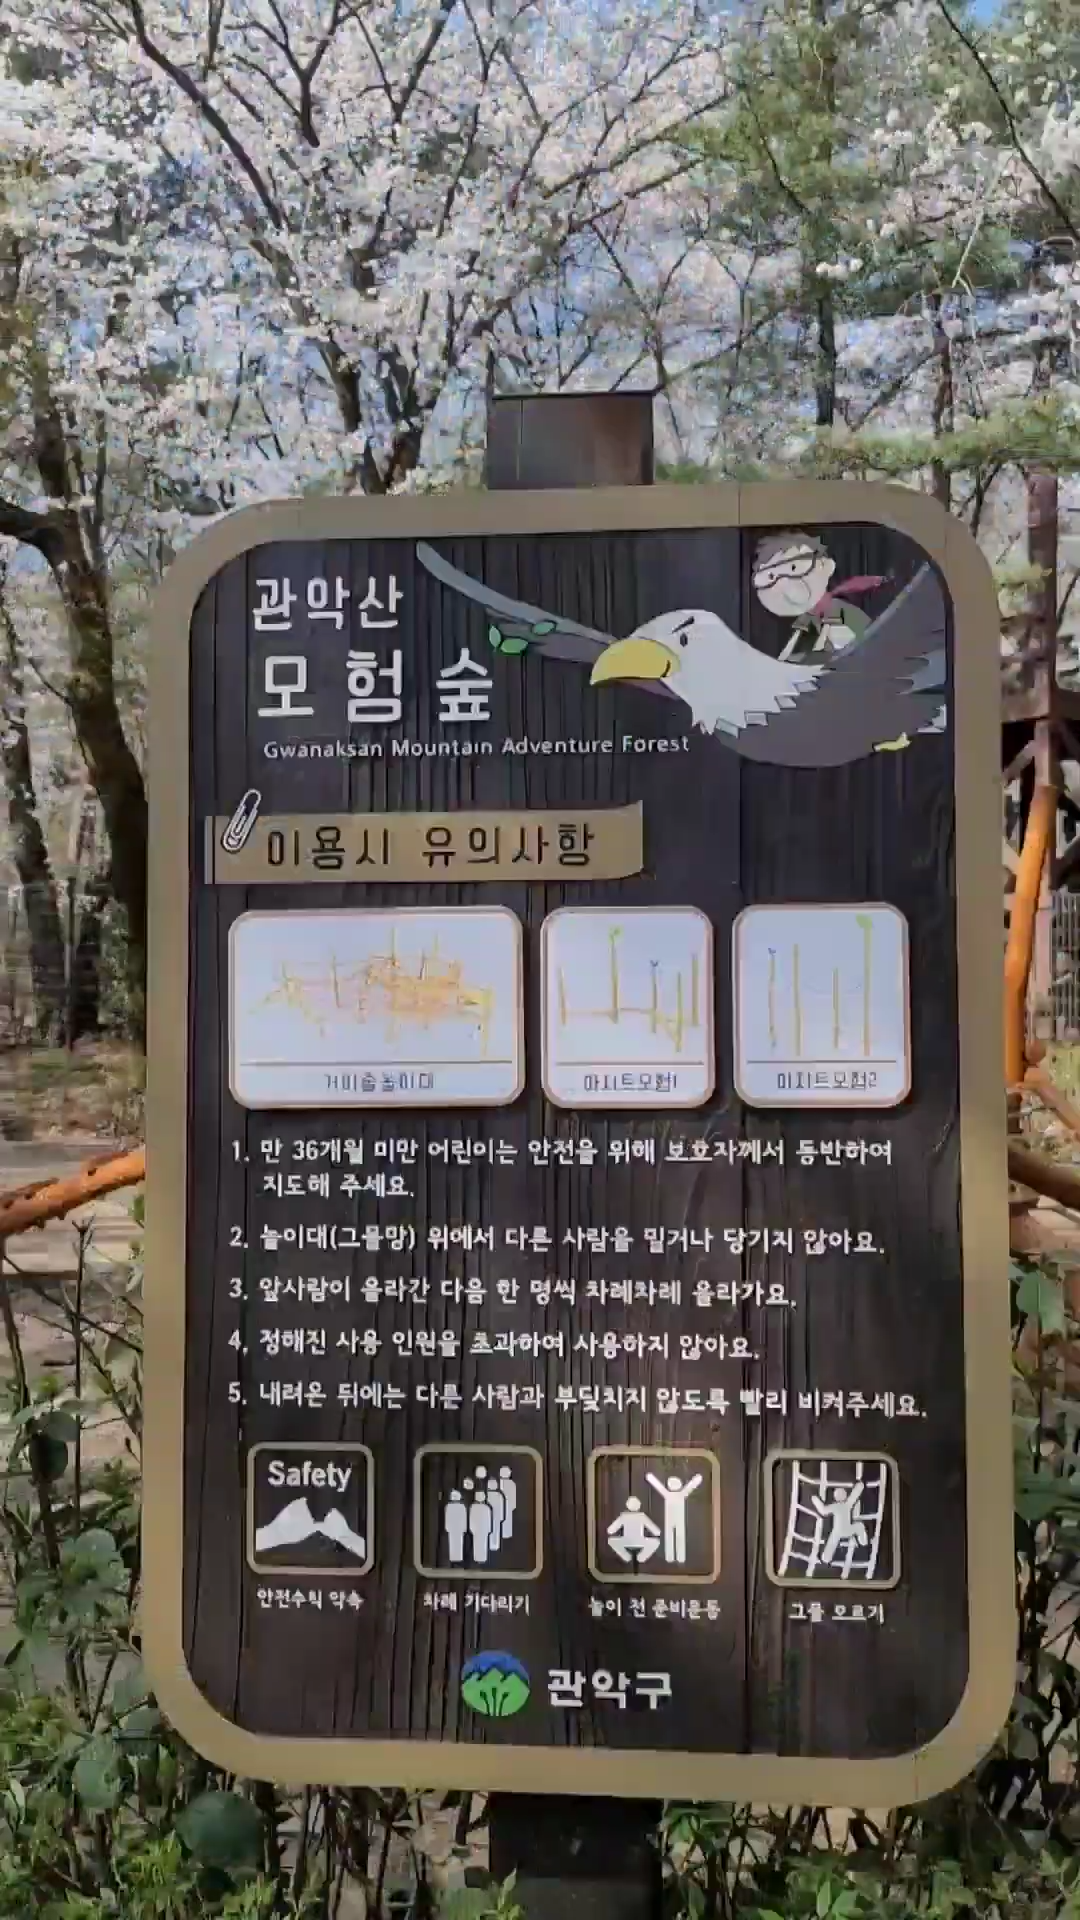 관악산
모험숲
Gwanaksan Mountain Adventure Forest
이용시 유의사항
거미줄놀이대
아지트모험1
아지트모험2
1. 만 36개월 미만 어린이는 안전을 위해 보호자께서 동반하여
지도해 주세요.
2. 놀이대(그물망) 위에서 다른 사람을 밀거나 당기지 않아요.
3. 앞사람이 올라간 다음 한 명씩 차례차례 올라가요.
4. 정해진 사용 인원을 초과하여 사용하지 않아요.
5. 내려온 뒤에는 다른 사람과 부딪치지 않도록 빨리 비켜주세요.
Safety
안전수칙 약속
차례 기다리기
놀이 전 준비운동
그물 오르기
관악구